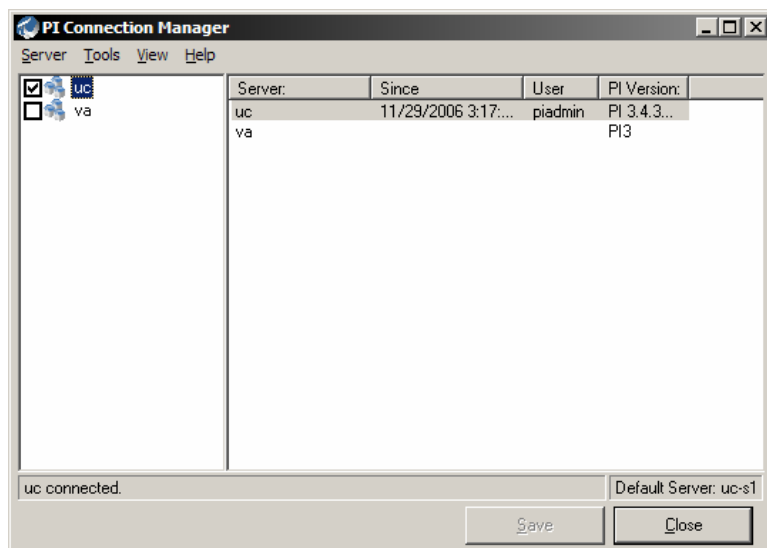 PI Connection Manager
Server Tools View Help
uc
va
Server: Since User PI Version:
uc 11/29/2006 3:17:... piadmin PI 3.4.3...
va PI3
uc connected. Default Server: uc-s1
Save Close